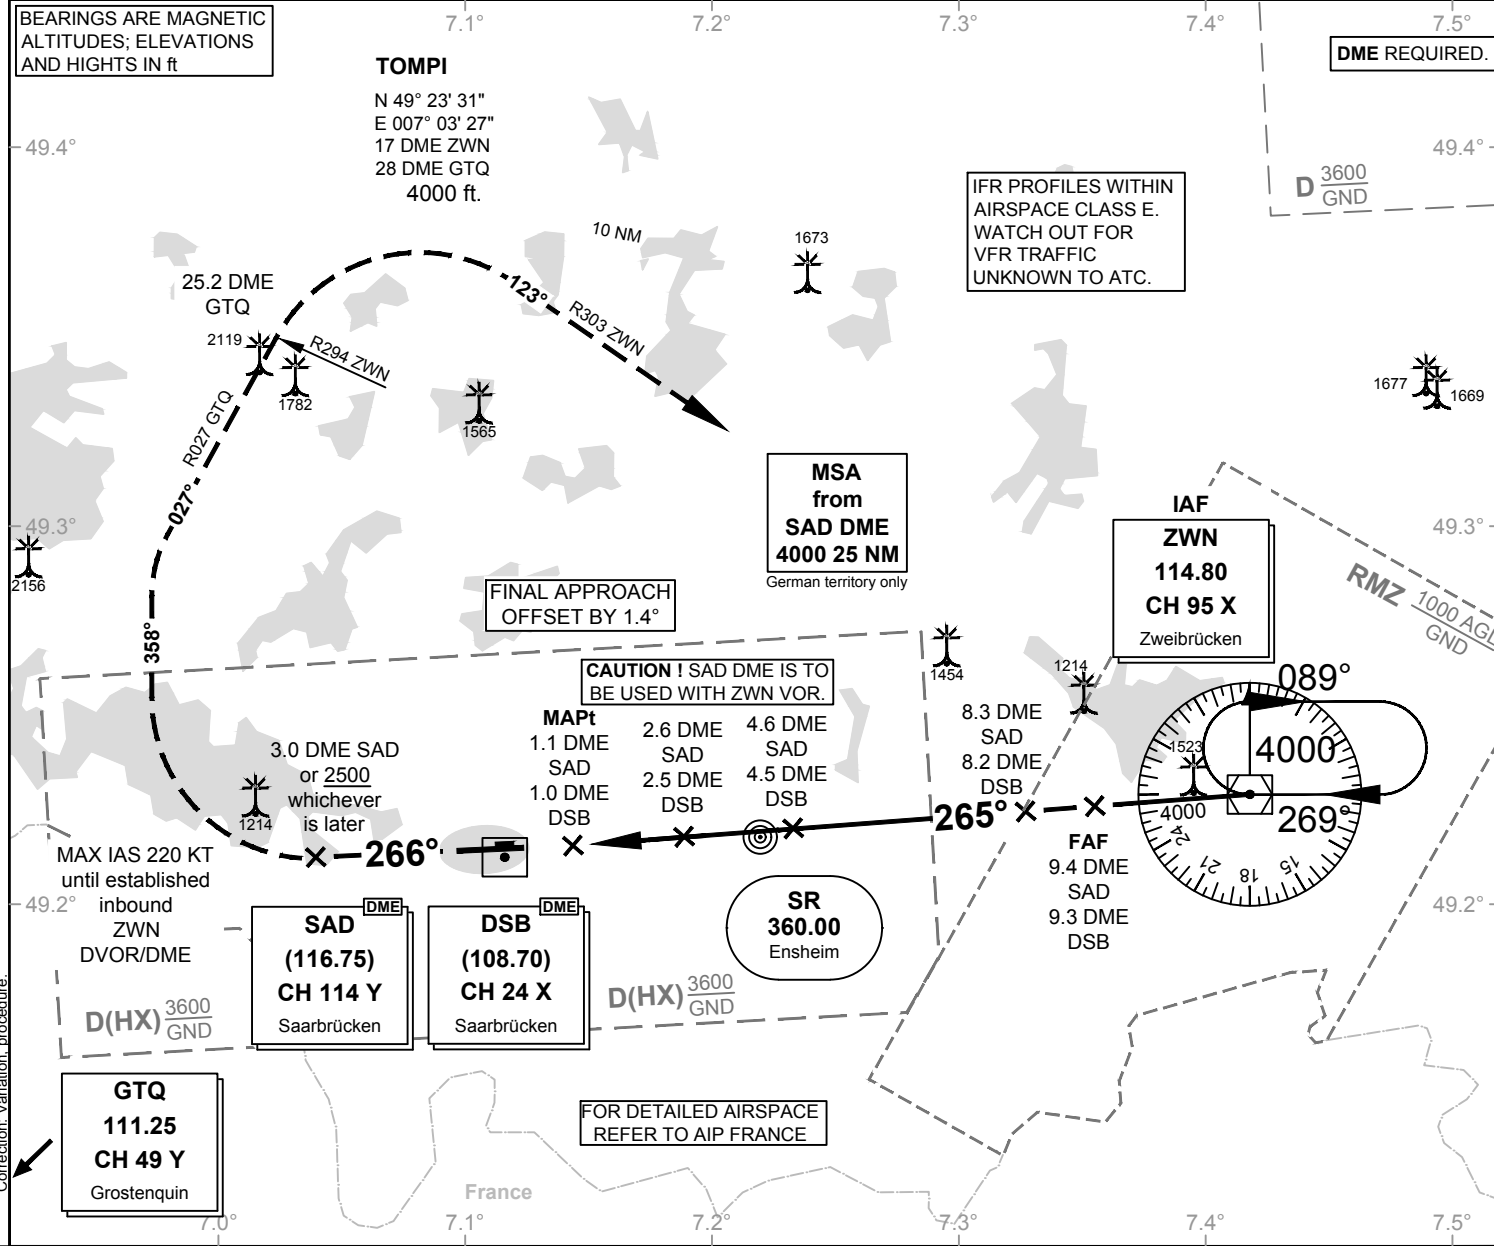 BEARINGS ARE MAGNETIC
ALTITUDES; ELEVATIONS
AND HIGHTS IN ft
7.1°
7.2°
7.3°
7.4°
7.5°
DME REQUIRED.
TOMPI
N 49° 23' 31"
E 007° 03' 27"
17 DME ZWN
28 DME GTQ
4000 ft.
49.4°
49.4°
D 3600
GND
IFR PROFILES WITHIN
AIRSPACE CLASS E.
WATCH OUT FOR
VFR TRAFFIC
UNKNOWN TO ATC.
10 NM
1673
25.2 DME
GTQ
123°
R303 ZWN
2119
R294 ZWN
1782
1565
1677
1669
R027 GTQ
027°
MSA
from
SAD DME
4000 25 NM
German territory only
49.3°
49.3°
2156
IAF
ZWN
114.80
CH 95 X
Zweibrücken
RMZ 1000 AGL
GND
FINAL APPROACH
OFFSET BY 1.4°
358°
CAUTION ! SAD DME IS TO
BE USED WITH ZWN VOR.
1454
1214
089°
MAPt
1.1 DME
SAD
1.0 DME
DSB
2.6 DME
SAD
2.5 DME
DSB
4.6 DME
SAD
4.5 DME
DSB
8.3 DME
SAD
8.2 DME
DSB
3.0 DME SAD
or 2500
whichever
is later
1214
1523
4000
4000
269°
24
21
18
15
265°
266°
FAF
9.4 DME
SAD
9.3 DME
DSB
MAX IAS 220 KT
until established
inbound
ZWN
DVOR/DME
49.2°
49.2°
DME
SAD
(116.75)
CH 114 Y
Saarbrücken
DME
DSB
(108.70)
CH 24 X
Saarbrücken
SR
360.00
Ensheim
D(HX) 3600
GND
D(HX) 3600
GND
GTQ
111.25
CH 49 Y
Grostenquin
FOR DETAILED AIRSPACE
REFER TO AIP FRANCE
France
Correction: Variation, procedure.
7.0°
7.1°
7.2°
7.3°
7.4°
7.5°